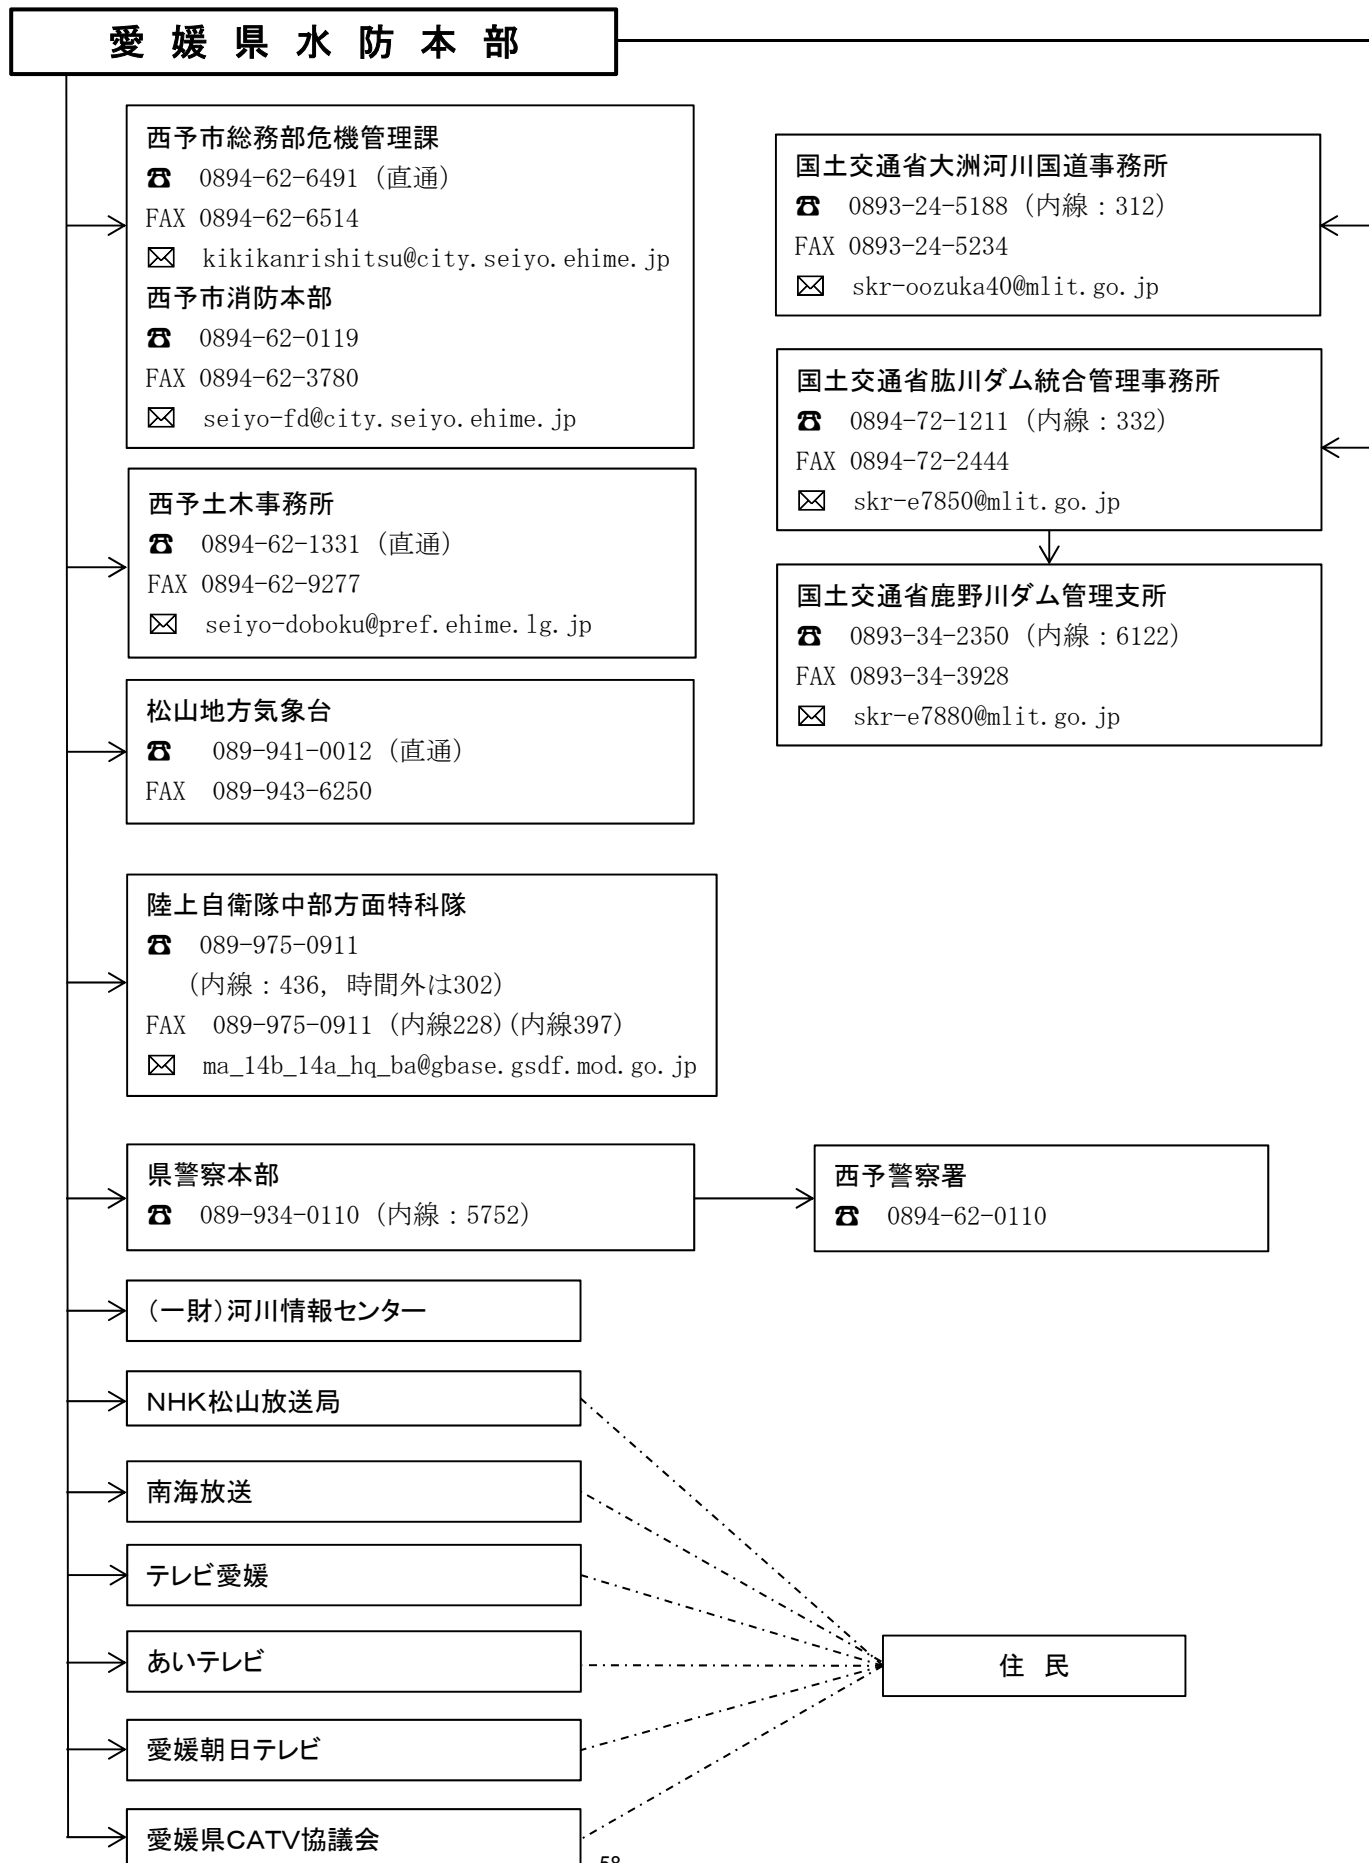 愛媛県水防本部
西予市総務部危機管理課
☎ 0894-62-6491（直通）
FAX 0894-62-6514
✉ kikikanrishitsu@city.seiyo.ehime.jp
西予市消防本部
☎ 0894-62-0119
FAX 0894-62-3780
✉ seiyo-fd@city.seiyo.ehime.jp
国土交通省大洲河川国道事務所
☎ 0893-24-5188（内線：312）
FAX 0893-24-5234
✉ skr-oozuka40@mlit.go.jp
国土交通省肱川ダム統合管理事務所
☎ 0894-72-1211（内線：332）
FAX 0894-72-2444
✉ skr-e7850@mlit.go.jp
国土交通省鹿野川ダム管理支所
☎ 0893-34-2350（内線：6122）
FAX 0893-34-3928
✉ skr-e7880@mlit.go.jp
西予土木事務所
☎ 0894-62-1331（直通）
FAX 0894-62-9277
✉ seiyo-doboku@pref.ehime.lg.jp
松山地方気象台
☎ 089-941-0012（直通）
FAX 089-943-6250
陸上自衛隊中部方面特科隊
☎ 089-975-0911
（内線：436，時間外は302）
FAX 089-975-0911（内線228）（内線397）
✉ ma_14b_14a_hq_ba@gbase.gsdf.mod.go.jp
県警察本部
☎ 089-934-0110（内線：5752）
西予警察署
☎ 0894-62-0110
（一財）河川情報センター
NHK松山放送局
南海放送
テレビ愛媛
あいテレビ
住民
愛媛朝日テレビ
愛媛県CATV協議会
58